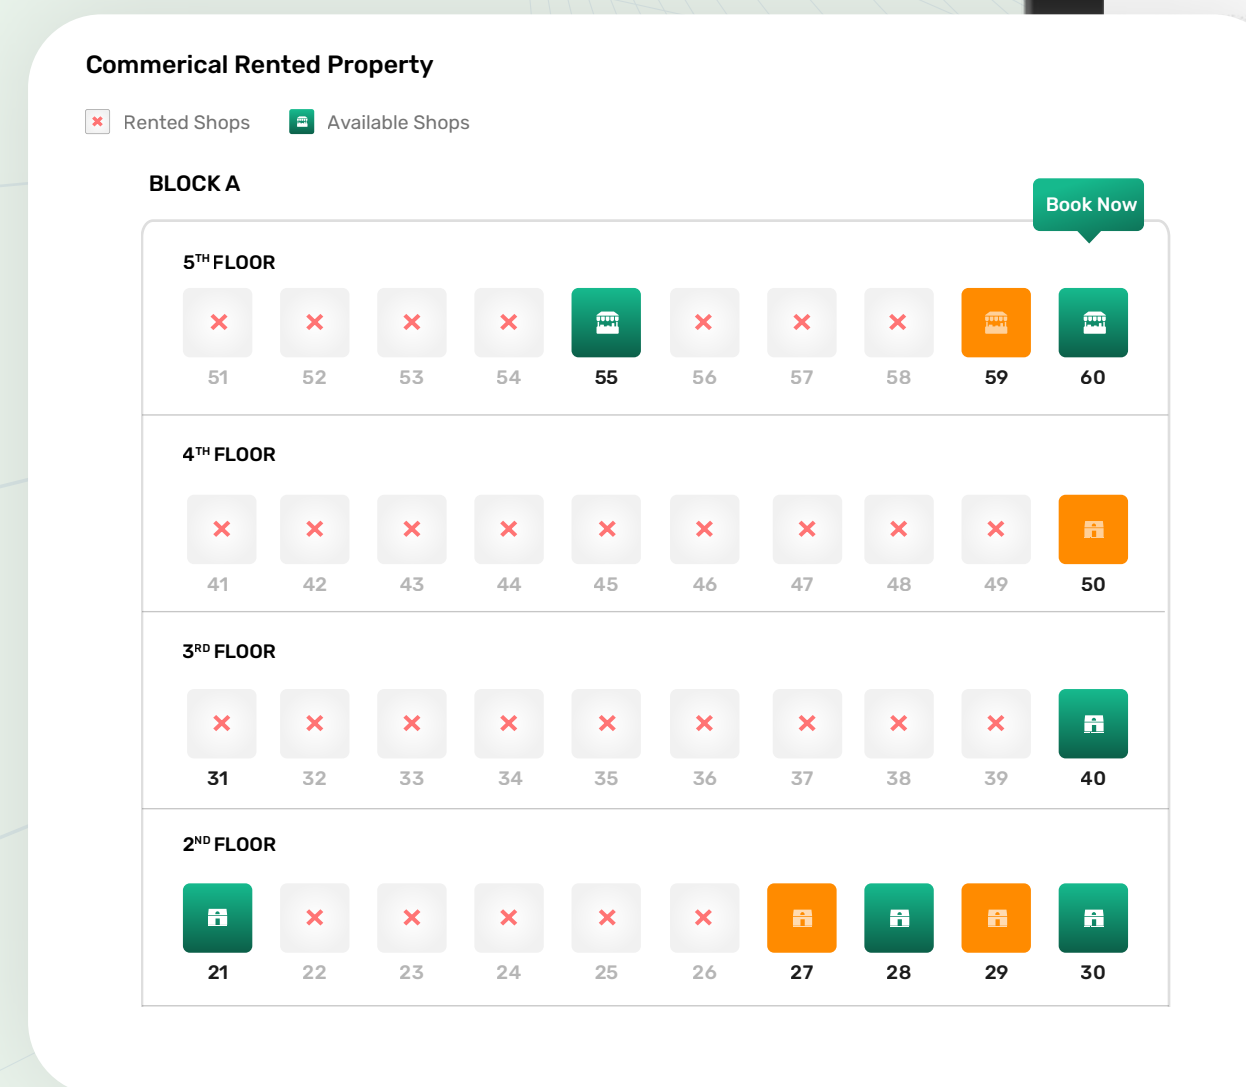 Commerical Rented Property
Rented Shops Available Shops
BLOCK A
Book Now
5TH FLOOR
51 52 53 54 55 56 57 58 59 60
4TH FLOOR
41 42 43 44 45 46 47 48 49 50
3RD FLOOR
31 32 33 34 35 36 37 38 39 40
2ND FLOOR
21 22 23 24 25 26 27 28 29 30